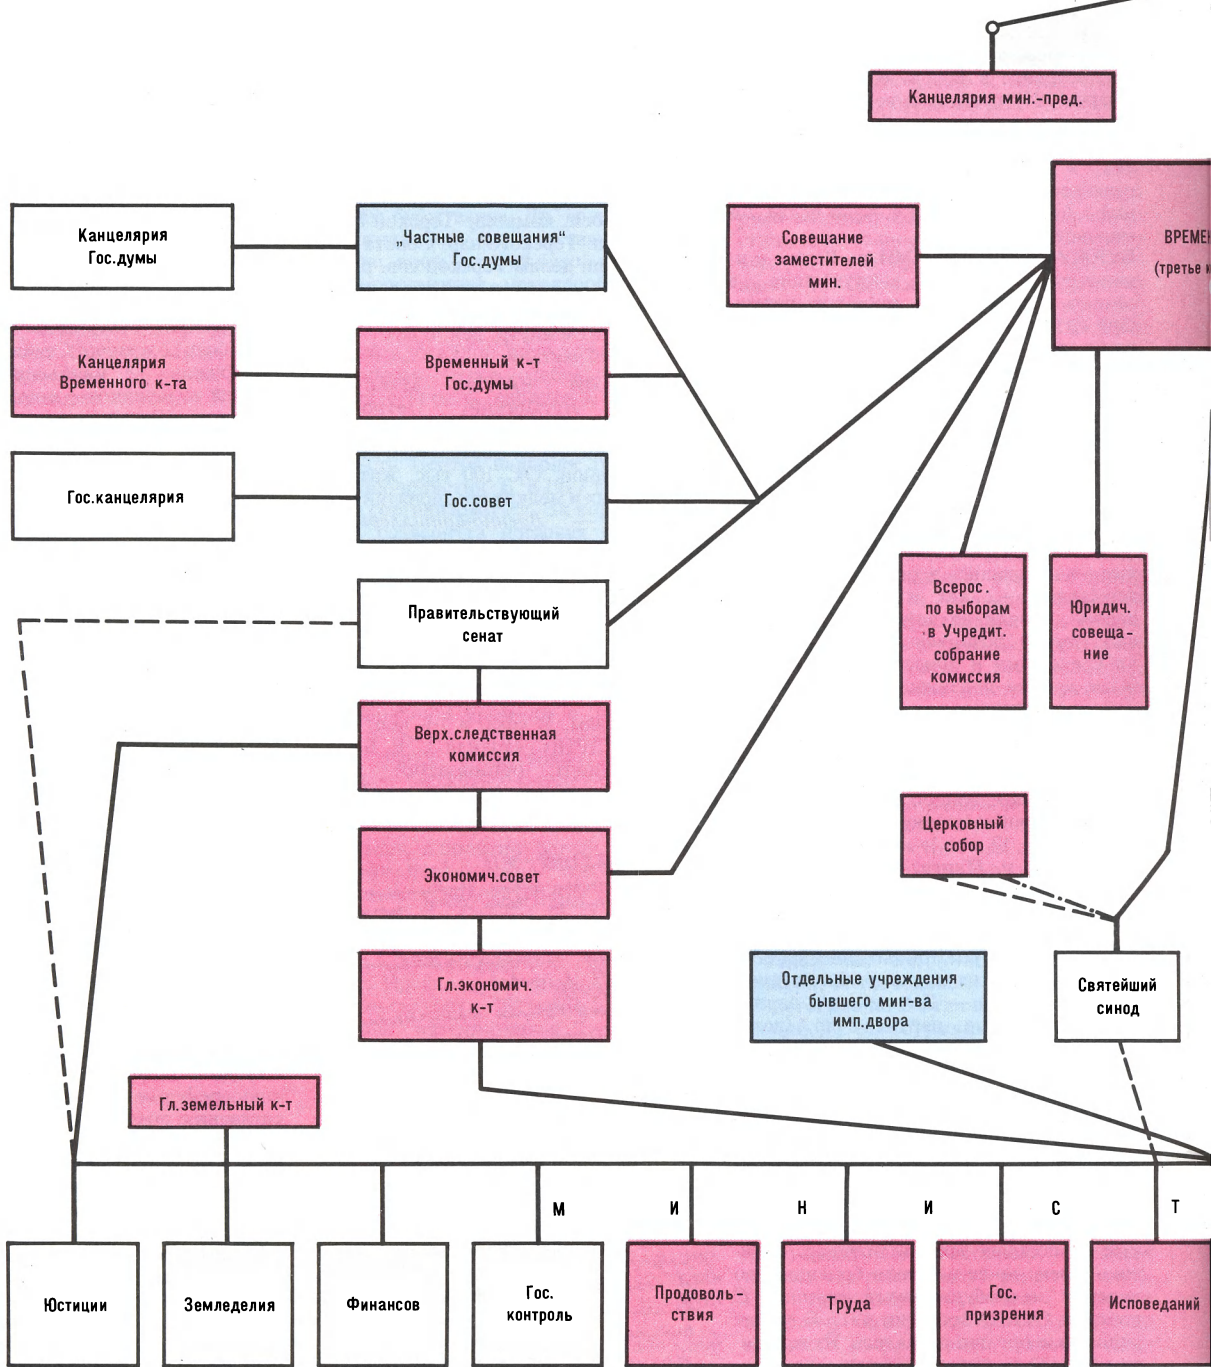 Канцелярия мин.-пред.
Канцелярия
Гос.думы
„Частные совещания“
Гос.думы
Совещание
заместителей
мин.
ВРЕМЕН
(третье к
Канцелярия
Временного к-та
Временный к-т
Гос.думы
Гос.канцелярия
Гос.совет
Правительствующий
сенат
Всерос.
по выборам
в Учредит.
собрание
комиссия
Юридич.
совеща-
ние
Верх.следственная
комиссия
Церковный
собор
Экономич.совет
Гл.экономич.
к-т
Отдельные учреждения
бывшего мин-ва
имп.двора
Святейший
синод
Гл.земельный к-т
М И Н И С Т
Юстиции
Земледелия
Финансов
Гос.
контроль
Продоволь-
ствия
Труда
Гос.
призрения
Исповеданий